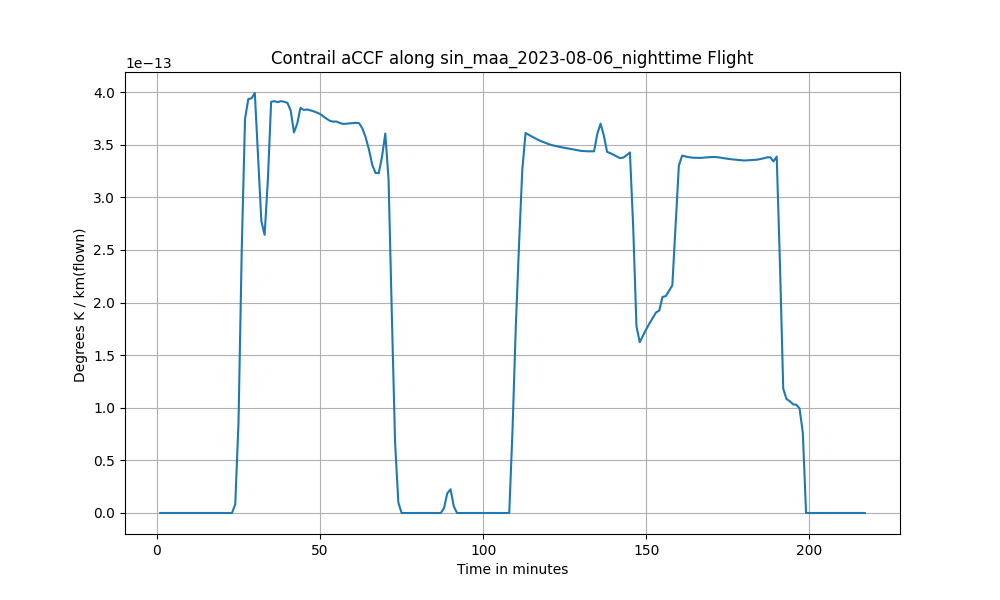 Contrail aCCF along sin_maa_2023-08-06_nighttime Flight
1e−13
4.0
3.5
3.0
2.5
2.0
1.5
1.0
0.5
0.0
Degrees K / km(flown)
0 50 100 150 200
Time in minutes